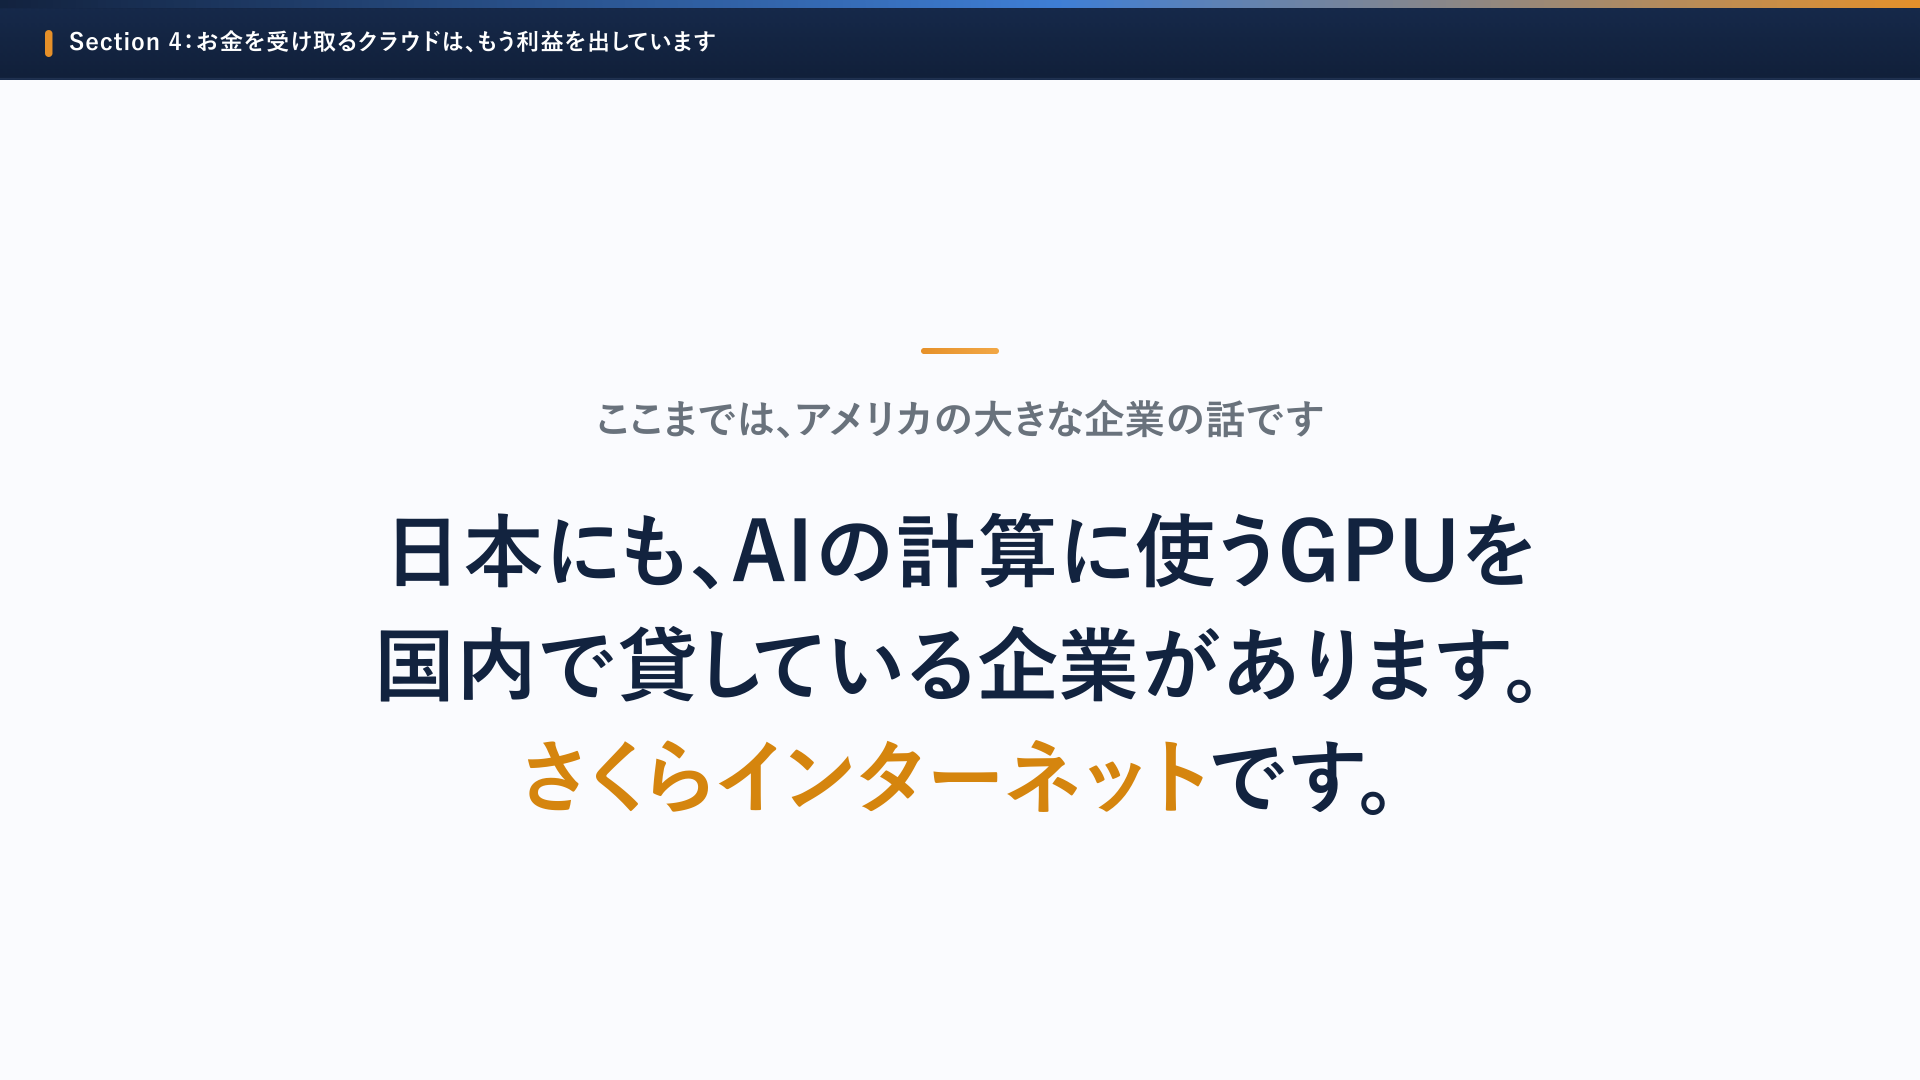 Section 4：お金を受け取るクラウドは、もう利益を出しています
ここまでは、アメリカの大きな企業の話です
日本にも、AIの計算に使うGPUを
国内で貸している企業があります。
さくらインターネットです。